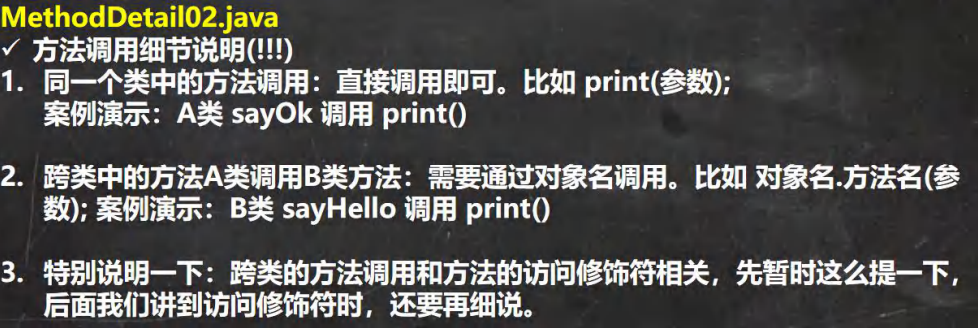 MethodDetail02.java
✓ 方法调用细节说明(!!!)
1. 同一个类中的方法调用：直接调用即可。比如 print(参数);
案例演示：A类 sayOk 调用 print()
2. 跨类中的方法A类调用B类方法：需要通过对象名调用。比如 对象名.方法名(参
数); 案例演示：B类 sayHello 调用 print()
3. 特别说明一下：跨类的方法调用和方法的访问修饰符相关，先暂时这么提一下，
后面我们讲到访问修饰符时，还要再细说。